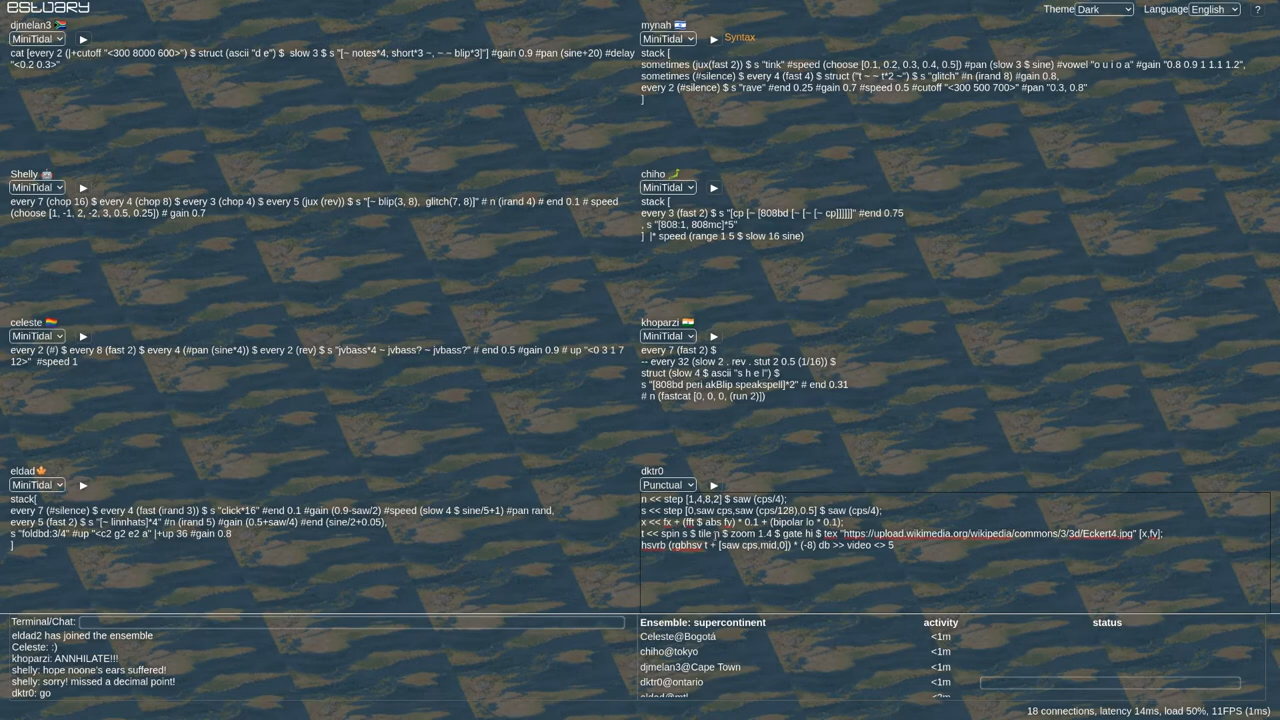 estuary
Theme Dark Language English ?
djmelan3 🇿🇦
MiniTidal
cat [every 2 (|+cutoff "<300 8000 600>") $ struct (ascii "d e") $  slow 3 $ s "[~ notes*4, short*3 ~, ~ ~ blip*3]"] #gain 0.9 #pan (sine+20) #delay
"<0.2 0.3>"
mynah 🇮🇱
MiniTidal Syntax
stack [
sometimes (jux(fast 2)) $ s "tink" #speed (choose [0.1, 0.2, 0.3, 0.4, 0.5]) #pan (slow 3 $ sine) #vowel "o u i o a" #gain "0.8 0.9 1 1.1 1.2",
sometimes (#silence) $ every 4 (fast 4) $ struct ("t ~ ~ t*2 ~") $ s "glitch" #n (irand 8) #gain 0.8,
every 2 (#silence) $ s "rave" #end 0.25 #gain 0.7 #speed 0.5 #cutoff "<300 500 700>" #pan "0.3, 0.8"
]
Shelly 🤖
MiniTidal
every 7 (chop 16) $ every 4 (chop 8) $ every 3 (chop 4) $ every 5 (jux (rev)) $ s "[~ blip(3, 8),  glitch(7, 8)]" # n (irand 4) # end 0.1 # speed
(choose [1, -1, 2, -2, 3, 0.5, 0.25]) # gain 0.7
chiho 🐛
MiniTidal
stack [
every 3 (fast 2) $ s "[cp [~ [808bd [~ [~ [~ cp]]]]]]" #end 0.75
, s "[808:1, 808mc]*5"
]  |* speed (range 1 5 $ slow 16 sine)
celeste 🏳️‍🌈
MiniTidal
every 2 (#) $ every 8 (fast 2) $ every 4 (#pan (sine*4)) $ every 2 (rev) $ s "jvbass*4 ~ jvbass? ~ jvbass?" # end 0.5 #gain 0.9 # up "<0 3 1 7
12>"  #speed 1
khoparzi 🇮🇳
MiniTidal
every 7 (fast 2) $
-- every 32 (slow 2 . rev . stut 2 0.5 (1/16)) $
struct (slow 4 $ ascii "s h e l") $
s "[808bd peri akBlip speakspell]*2" # end 0.31
# n (fastcat [0, 0, 0, (run 2)])
eldad🍁
MiniTidal
stack[
every 7 (#silence) $ every 4 (fast (irand 3)) $ s "click*16" #end 0.1 #gain (0.9-saw/2) #speed (slow 4 $ sine/5+1) #pan rand,
every 5 (fast 2) $ s "[~ linnhats]*4" #n (irand 5) #gain (0.5+saw/4) #end (sine/2+0.05),
s "foldbd:3/4" #up "<c2 g2 e2 a" |+up 36 #gain 0.8
]
dktr0
Punctual
n << step [1,4,8,2] $ saw (cps/4);
s << step [0,saw cps,saw (cps/128),0.5] $ saw (cps/4);
x << fx + (fft $ abs fy) * 0.1 + (bipolar lo * 0.1);
t << spin s $ tile n $ zoom 1.4 $ gate hi $ tex "https://upload.wikimedia.org/wikipedia/commons/3/3d/Eckert4.jpg" [x,fy];
hsvrb (rgbhsv t + [saw cps,mid,0]) * (-8) db >> video <> 5
Terminal/Chat:
eldad2 has joined the ensemble
Celeste: :)
khoparzi: ANNHILATE!!!
shelly: hope noone's ears suffered!
shelly: sorry! missed a decimal point!
dktr0: go
Ensemble: supercontinent activity status
Celeste@Bogotá <1m
chiho@tokyo <1m
djmelan3@Cape Town <1m
dktr0@ontario <1m
eldad@mtl <2m
18 connections, latency 14ms, load 50%, 11FPS (1ms)